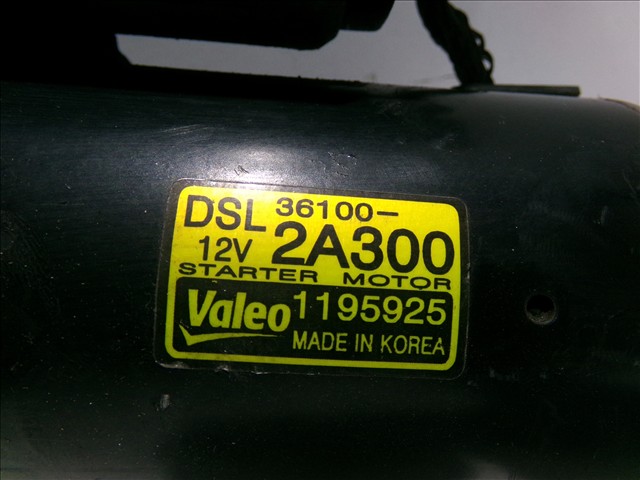 DSL 36100-
12V 2A300
STARTER MOTOR
Valeo 1195925
MADE IN KOREA